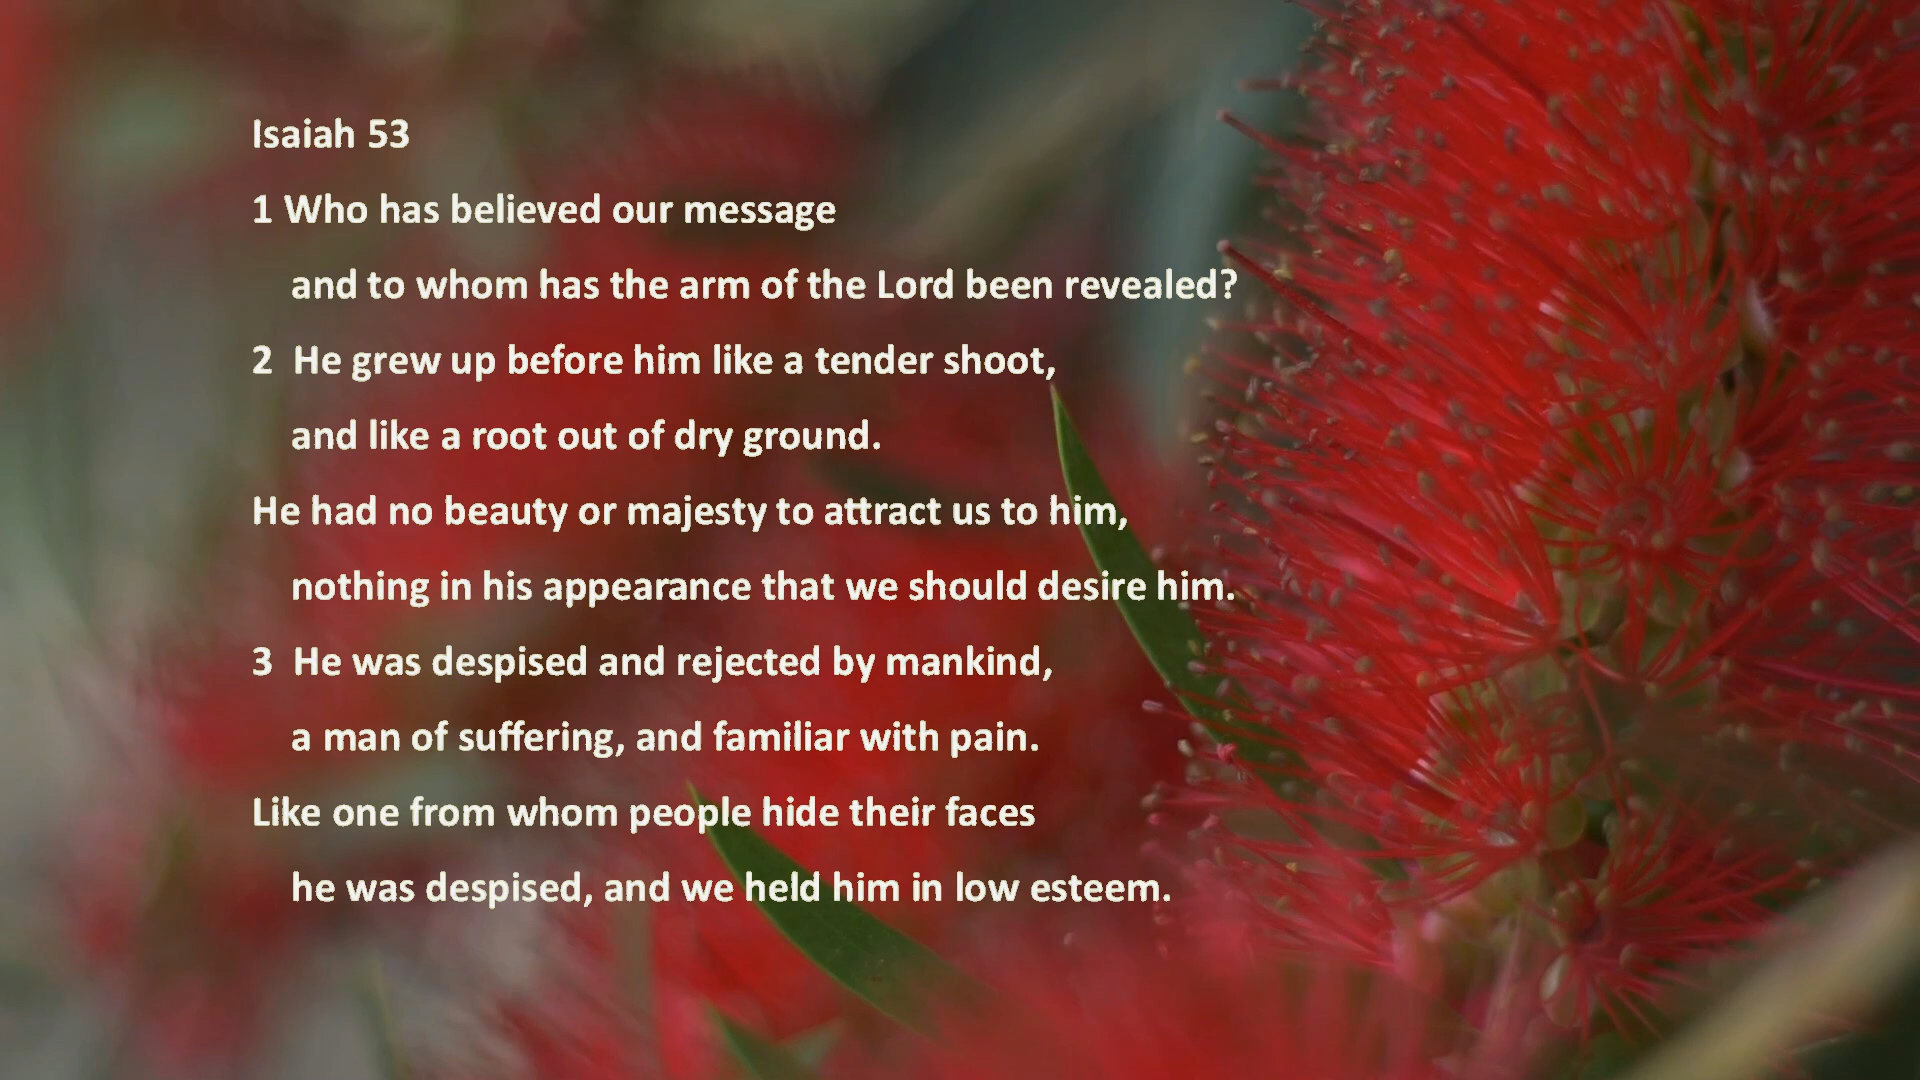 Isaiah 53
1 Who has believed our message
and to whom has the arm of the Lord been revealed?
2 He grew up before him like a tender shoot,
and like a root out of dry ground.
He had no beauty or majesty to attract us to him,
nothing in his appearance that we should desire him.
3 He was despised and rejected by mankind,
a man of suffering, and familiar with pain.
Like one from whom people hide their faces
he was despised, and we held him in low esteem.